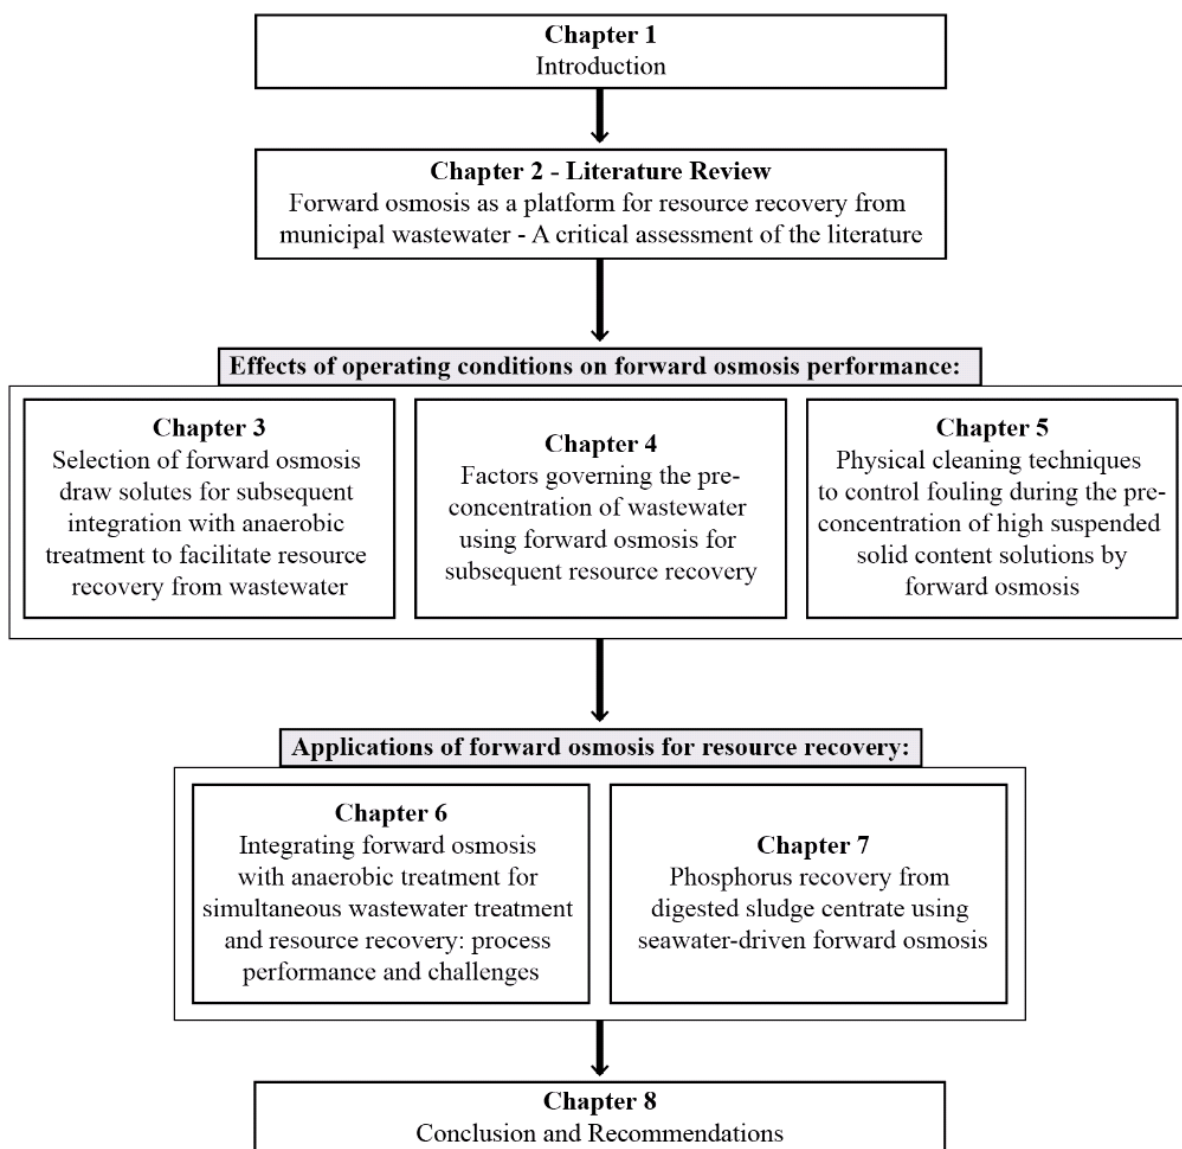 Chapter 1
Introduction
Chapter 2 - Literature Review
Forward osmosis as a platform for resource recovery from
municipal wastewater - A critical assessment of the literature
Effects of operating conditions on forward osmosis performance:
Chapter 3
Selection of forward osmosis
draw solutes for subsequent
integration with anaerobic
treatment to facilitate resource
recovery from wastewater
Chapter 4
Factors governing the pre-
concentration of wastewater
using forward osmosis for
subsequent resource recovery
Chapter 5
Physical cleaning techniques
to control fouling during the pre-
concentration of high suspended
solid content solutions by
forward osmosis
Applications of forward osmosis for resource recovery:
Chapter 6
Integrating forward osmosis
with anaerobic treatment for
simultaneous wastewater treatment
and resource recovery: process
performance and challenges
Chapter 7
Phosphorus recovery from
digested sludge centrate using
seawater-driven forward osmosis
Chapter 8
Conclusion and Recommendations